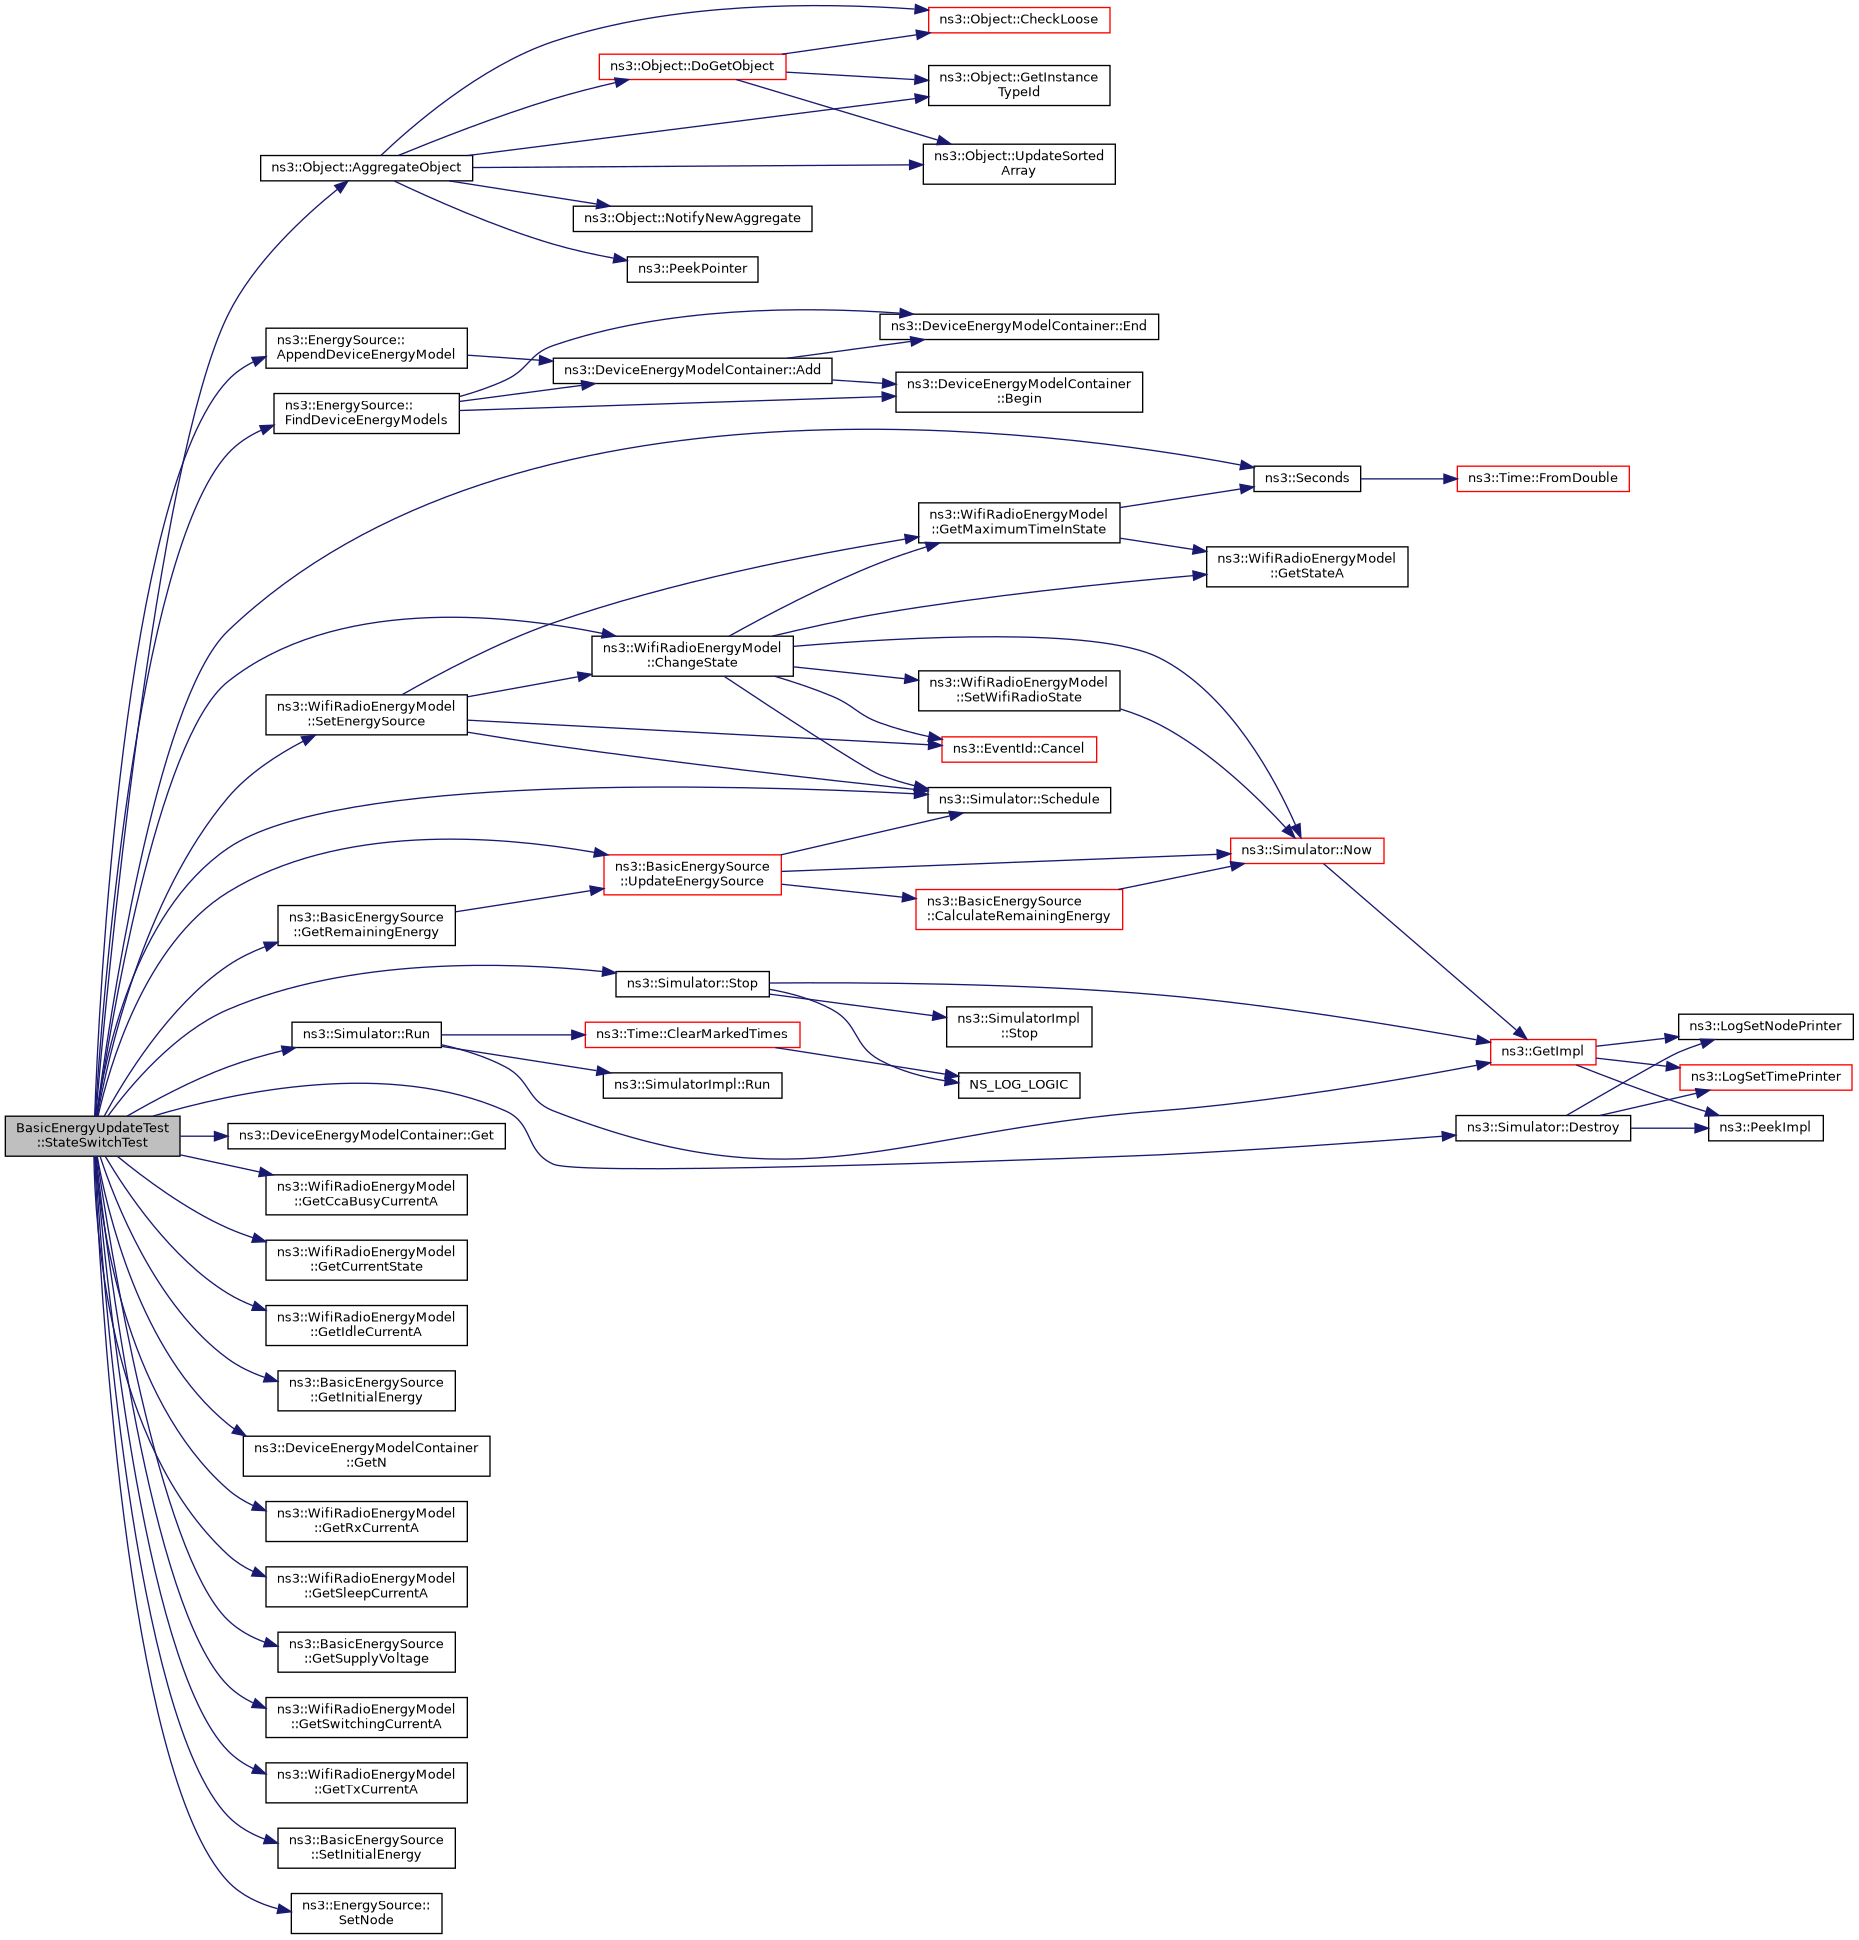 ns3::Object::CheckLoose
ns3::Object::DoGetObject
ns3::Object::GetInstance
TypeId
ns3::Object::UpdateSorted
Array
ns3::Object::AggregateObject
ns3::Object::NotifyNewAggregate
ns3::PeekPointer
ns3::DeviceEnergyModelContainer::End
ns3::EnergySource::
AppendDeviceEnergyModel
ns3::DeviceEnergyModelContainer::Add
ns3::DeviceEnergyModelContainer
::Begin
ns3::EnergySource::
FindDeviceEnergyModels
ns3::Seconds
ns3::Time::FromDouble
ns3::WifiRadioEnergyModel
::GetMaximumTimeInState
ns3::WifiRadioEnergyModel
::GetStateA
ns3::WifiRadioEnergyModel
::ChangeState
ns3::WifiRadioEnergyModel
::SetWifiRadioState
ns3::WifiRadioEnergyModel
::SetEnergySource
ns3::EventId::Cancel
ns3::Simulator::Schedule
ns3::Simulator::Now
ns3::BasicEnergySource
::UpdateEnergySource
ns3::BasicEnergySource
::CalculateRemainingEnergy
ns3::BasicEnergySource
::GetRemainingEnergy
ns3::Simulator::Stop
ns3::SimulatorImpl
::Stop
ns3::Simulator::Run
ns3::Time::ClearMarkedTimes
ns3::LogSetNodePrinter
ns3::GetImpl
ns3::LogSetTimePrinter
ns3::SimulatorImpl::Run
NS_LOG_LOGIC
BasicEnergyUpdateTest
::StateSwitchTest
ns3::Simulator::Destroy
ns3::PeekImpl
ns3::DeviceEnergyModelContainer::Get
ns3::WifiRadioEnergyModel
::GetCcaBusyCurrentA
ns3::WifiRadioEnergyModel
::GetCurrentState
ns3::WifiRadioEnergyModel
::GetIdleCurrentA
ns3::BasicEnergySource
::GetInitialEnergy
ns3::DeviceEnergyModelContainer
::GetN
ns3::WifiRadioEnergyModel
::GetRxCurrentA
ns3::WifiRadioEnergyModel
::GetSleepCurrentA
ns3::BasicEnergySource
::GetSupplyVoltage
ns3::WifiRadioEnergyModel
::GetSwitchingCurrentA
ns3::WifiRadioEnergyModel
::GetTxCurrentA
ns3::BasicEnergySource
::SetInitialEnergy
ns3::EnergySource::
SetNode